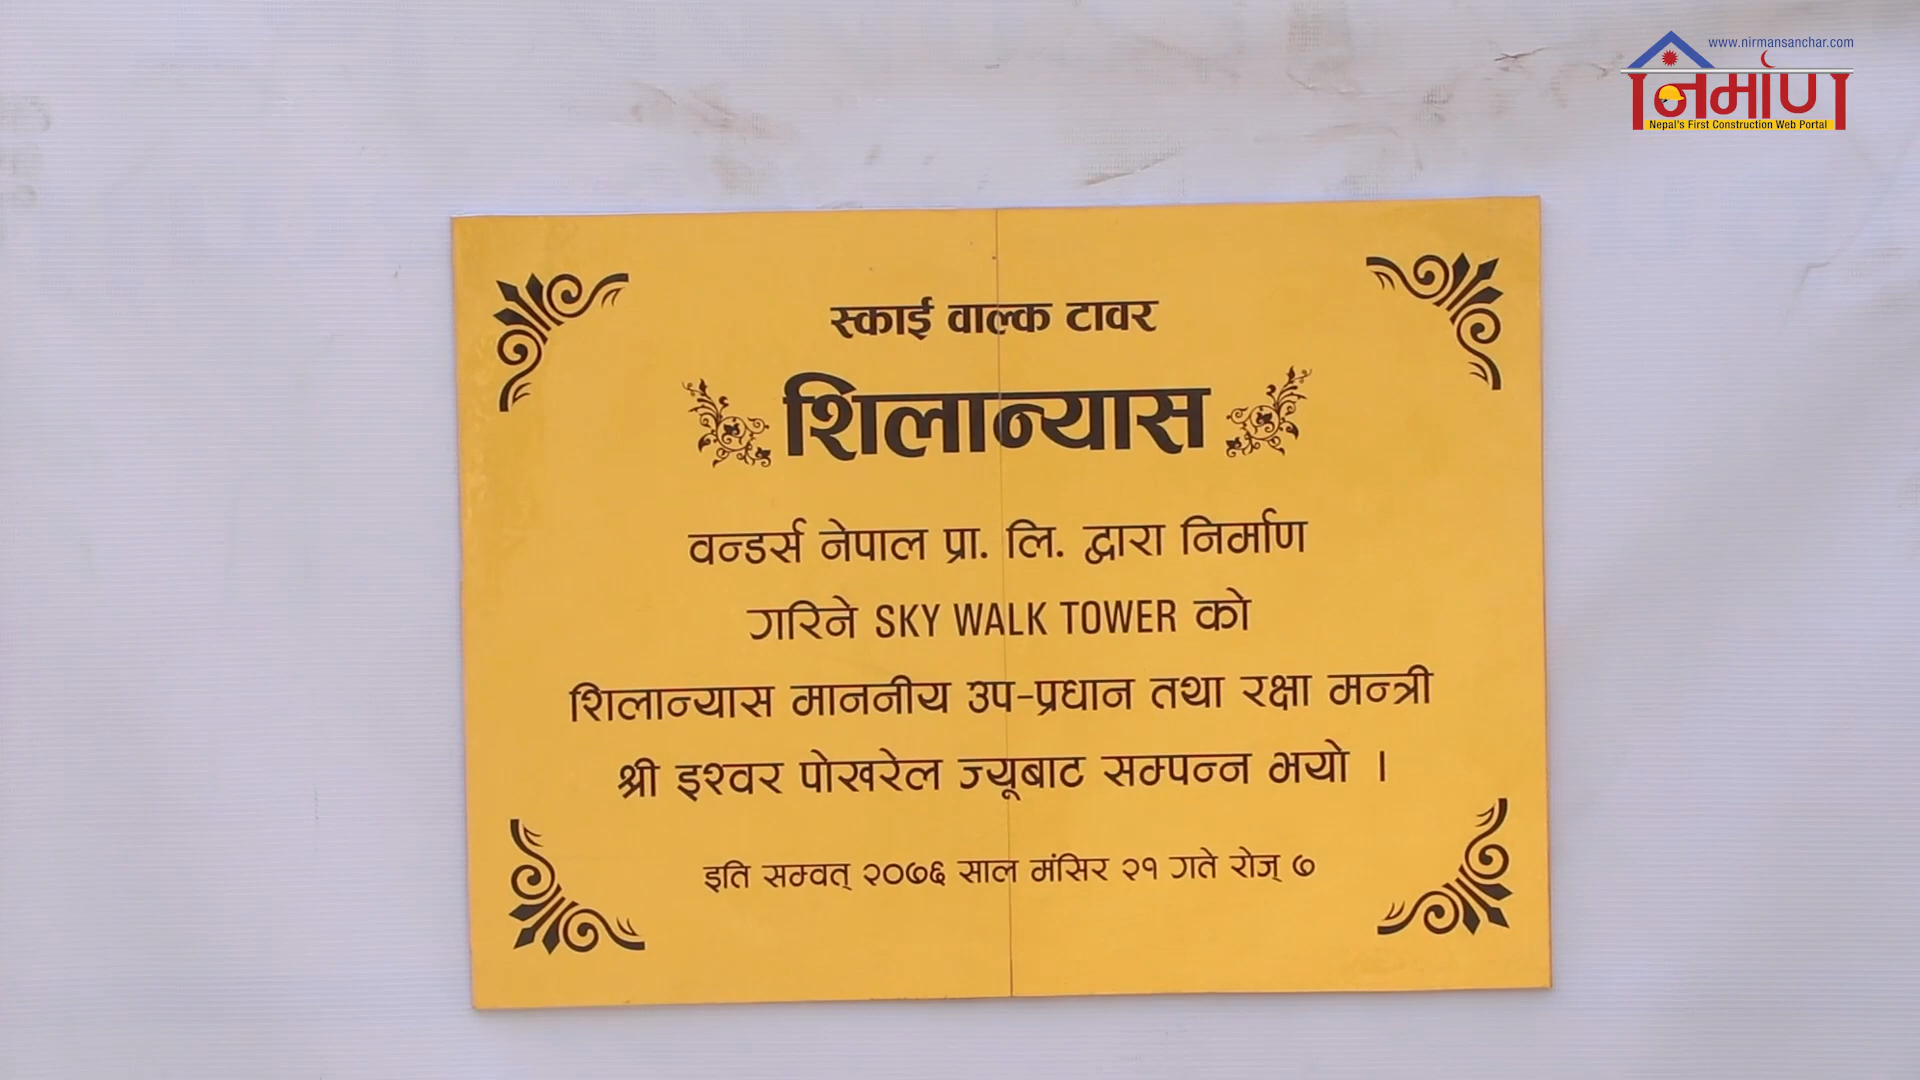 www.nirmansanchar.com
निर्माण
Nepal's First Construction Web Portal
स्काई वाल्क टावर
शिलान्यास
वन्डर्स नेपाल प्रा. लि. द्वारा निर्माण
गरिने SKY WALK TOWER को
शिलान्यास माननीय उप-प्रधान तथा रक्षा मन्त्री
श्री इश्वर पोखरेल ज्यूबाट सम्पन्न भयो ।
इति सम्वत् २०७६ साल मंसिर २१ गते रोज् ७